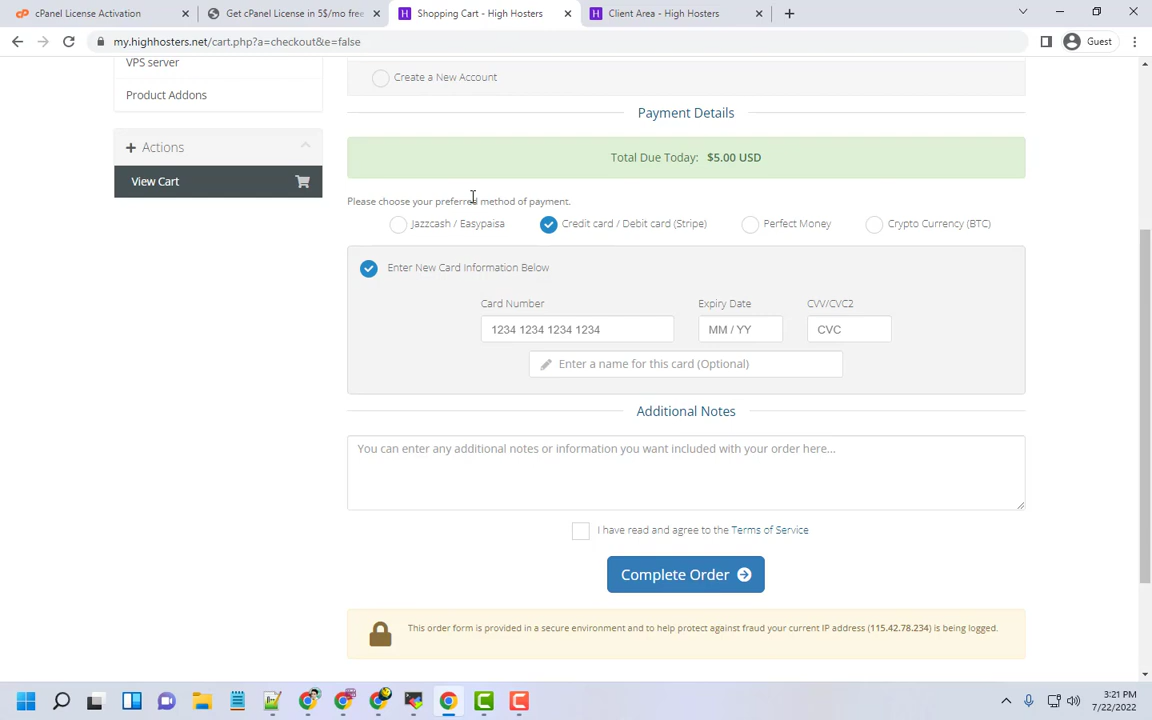 cPanel License Activation
Get cPanel License in 5$/mo free
Shopping Cart - High Hosters
Client Area - High Hosters
my.highhosters.net/cart.php?a=checkout&e=false
Guest
VPS server
Product Addons
Actions
View Cart
Create a New Account
Payment Details
Total Due Today: $5.00 USD
Please choose your preferred method of payment.
Jazzcash / Easypaisa
Credit card / Debit card (Stripe)
Perfect Money
Crypto Currency (BTC)
Enter New Card Information Below
Card Number
Expiry Date
CVV/CVC2
1234 1234 1234 1234
MM / YY
CVC
Enter a name for this card (Optional)
Additional Notes
You can enter any additional notes or information you want included with your order here...
I have read and agree to the Terms of Service
Complete Order
This order form is provided in a secure environment and to help protect against fraud your current IP address (115.42.78.234) is being logged.
3:21 PM
7/22/2022